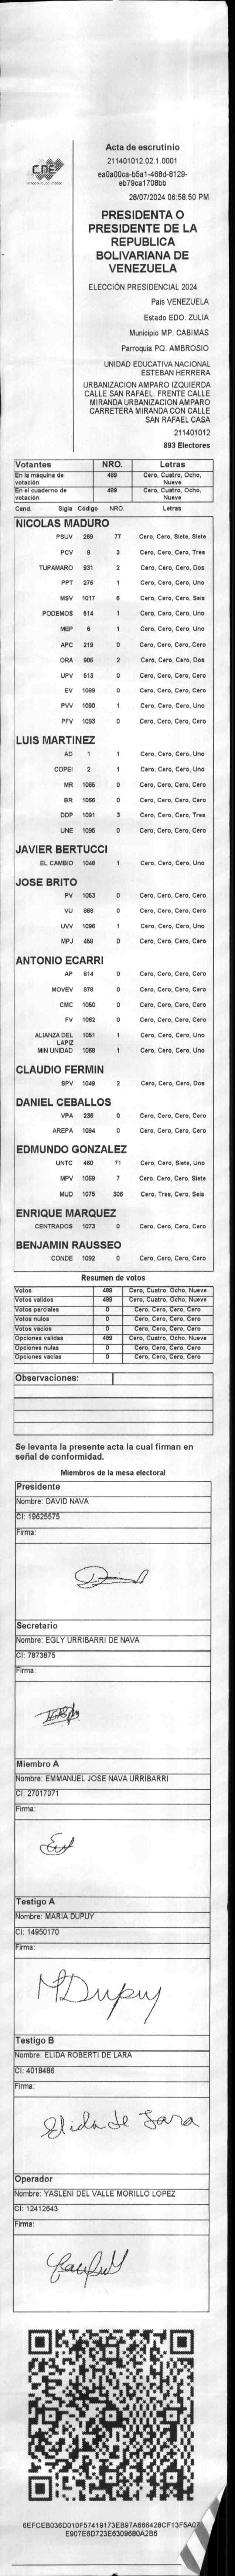 CNE
Acta de escrutinio
211401012.02.1.0001
ea0a00ca-b5a1-468d-8129-
eb79ca1708bb
28/07/2024 06:58:50 PM
PRESIDENTA O
PRESIDENTE DE LA
REPUBLICA
BOLIVARIANA DE
VENEZUELA
ELECCIÓN PRESIDENCIAL 2024
Pais VENEZUELA
Estado EDO. ZULIA
Municipio MP. CABIMAS
Parroquia PQ. AMBROSIO
UNIDAD EDUCATIVA NACIONAL
ESTEBAN HERRERA
URBANIZACION AMPARO IZQUIERDA
CALLE SAN RAFAEL. FRENTE CALLE
MIRANDA URBANIZACION AMPARO
CARRETERA MIRANDA CON CALLE
SAN RAFAEL CASA
211401012
893 Electores
Votantes NRO. Letras
En la máquina de votación 489 Cero, Cuatro, Ocho, Nueve
En el cuaderno de votación 489 Cero, Cuatro, Ocho, Nueve
Cand. Sigla Código NRO. Letras
NICOLAS MADURO
PSUV 269 77 Cero, Cero, Siete, Siete
PCV 9 3 Cero, Cero, Cero, Tres
TUPAMARO 931 2 Cero, Cero, Cero, Dos
PPT 276 1 Cero, Cero, Cero, Uno
MSV 1017 6 Cero, Cero, Cero, Seis
PODEMOS 514 1 Cero, Cero, Cero, Uno
MEP 6 1 Cero, Cero, Cero, Uno
APC 219 0 Cero, Cero, Cero, Cero
ORA 906 2 Cero, Cero, Cero, Dos
UPV 513 0 Cero, Cero, Cero, Cero
EV 1089 0 Cero, Cero, Cero, Cero
PVV 1090 1 Cero, Cero, Cero, Uno
PFV 1093 0 Cero, Cero, Cero, Cero
LUIS MARTINEZ
AD 1 1 Cero, Cero, Cero, Uno
COPEI 2 1 Cero, Cero, Cero, Uno
MR 1065 0 Cero, Cero, Cero, Cero
BR 1066 0 Cero, Cero, Cero, Cero
DDP 1091 3 Cero, Cero, Cero, Tres
UNE 1095 0 Cero, Cero, Cero, Cero
JAVIER BERTUCCI
EL CAMBIO 1046 1 Cero, Cero, Cero, Uno
JOSE BRITO
PV 1053 0 Cero, Cero, Cero, Cero
VU 868 0 Cero, Cero, Cero, Cero
UVV 1096 1 Cero, Cero, Cero, Uno
MPJ 459 0 Cero, Cero, Cero, Cero
ANTONIO ECARRI
AP 814 0 Cero, Cero, Cero, Cero
MOVEV 878 0 Cero, Cero, Cero, Cero
CMC 1050 0 Cero, Cero, Cero, Cero
FV 1062 0 Cero, Cero, Cero, Cero
ALIANZA DEL LAPIZ 1051 1 Cero, Cero, Cero, Uno
MIN UNIDAD 1068 1 Cero, Cero, Cero, Uno
CLAUDIO FERMIN
SPV 1049 2 Cero, Cero, Cero, Dos
DANIEL CEBALLOS
VPA 236 0 Cero, Cero, Cero, Cero
AREPA 1094 0 Cero, Cero, Cero, Cero
EDMUNDO GONZALEZ
UNTC 460 71 Cero, Cero, Siete, Uno
MPV 1069 7 Cero, Cero, Cero, Siete
MUD 1075 306 Cero, Tres, Cero, Seis
ENRIQUE MARQUEZ
CENTRADOS 1073 0 Cero, Cero, Cero, Cero
BENJAMIN RAUSSEO
CONDE 1092 0 Cero, Cero, Cero, Cero
Resumen de votos
Votos 489 Cero, Cuatro, Ocho, Nueve
Votos validos 489 Cero, Cuatro, Ocho, Nueve
Votos parciales 0 Cero, Cero, Cero, Cero
Votos nulos 0 Cero, Cero, Cero, Cero
Votos vacios 0 Cero, Cero, Cero, Cero
Opciones validas 489 Cero, Cuatro, Ocho, Nueve
Opciones nulas 0 Cero, Cero, Cero, Cero
Opciones vacias 0 Cero, Cero, Cero, Cero
Observaciones:
Se levanta la presente acta la cual firman en
señal de conformidad.
Miembros de la mesa electoral
Presidente
Nombre: DAVID NAVA
CI: 19625575
Firma:
Secretario
Nombre: EGLY URRIBARRI DE NAVA
CI: 7873875
Firma:
Miembro A
Nombre: EMMANUEL JOSE NAVA URRIBARRI
CI: 27017071
Firma:
Testigo A
Nombre: MARIA DUPUY
CI: 14950170
Firma:
MDupuy
Testigo B
Nombre: ELIDA ROBERTI DE LARA
CI: 4018486
Firma:
Elida de Lara
Operador
Nombre: YASLENI DEL VALLE MORILLO LOPEZ
CI: 12412643
Firma:
6EFCEB036D010F57419173EB97A666428CF13F5A07
E907E6D723E6309680A2B6